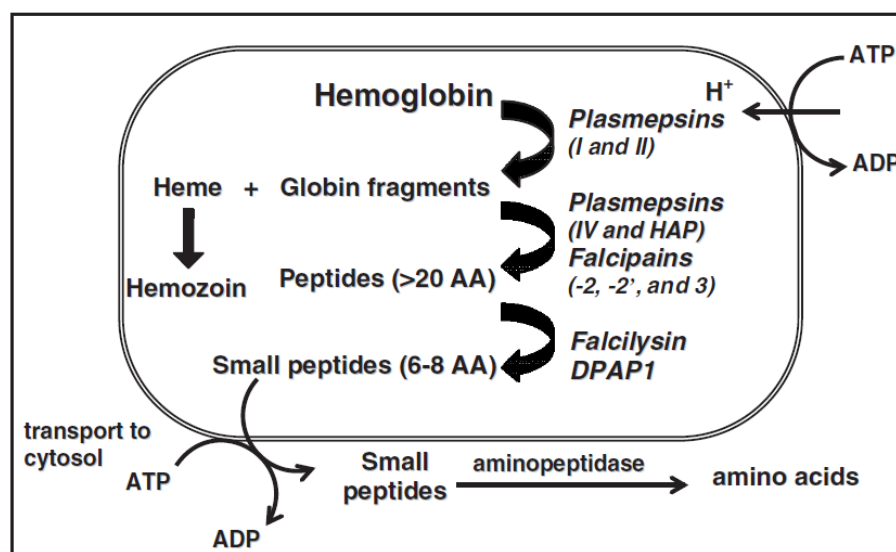 ATP
H+
Hemoglobin
Plasmepsins
(I and II)
ADP
Heme + Globin fragments
Plasmepsins
(IV and HAP)
Falcipains
(-2, -2’, and 3)
Hemozoin
Peptides (>20 AA)
Falcilysin
DPAP1
Small peptides (6-8 AA)
transport to
cytosol
ATP
ADP
Small
peptides
aminopeptidase
amino acids